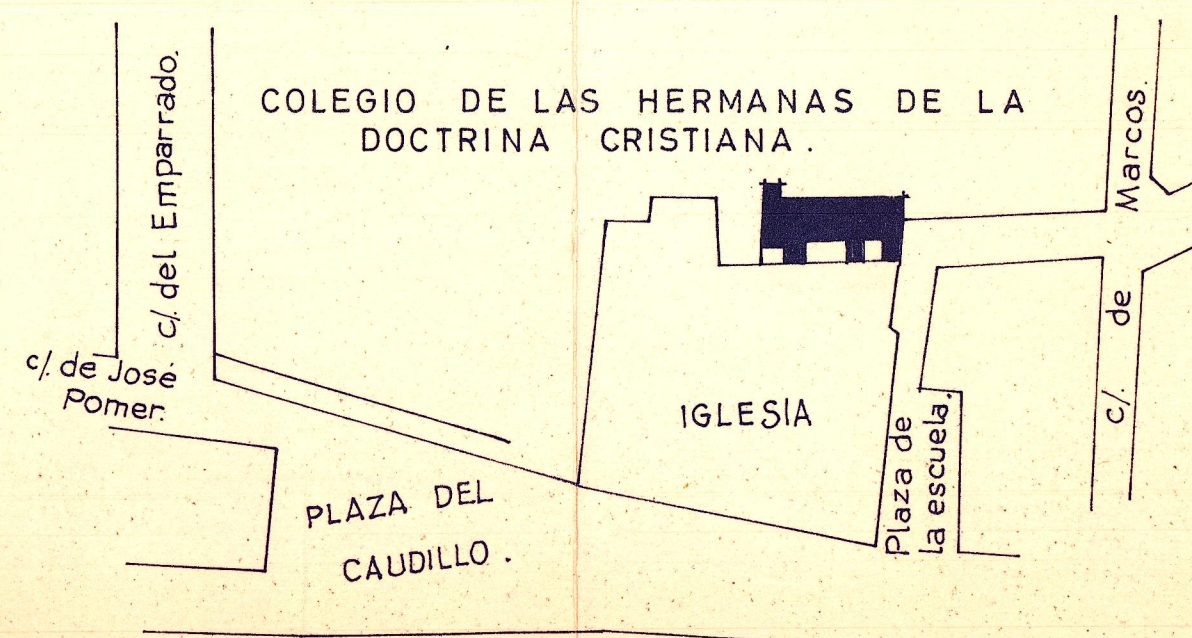 COLEGIO DE LAS HERMANAS DE LA
DOCTRINA CRISTIANA.
c/. del Emparrado.
c/. de José
Pomer.
PLAZA DEL
CAUDILLO.
IGLESIA
Plaza de
la escuela.
c/. de Marcos.